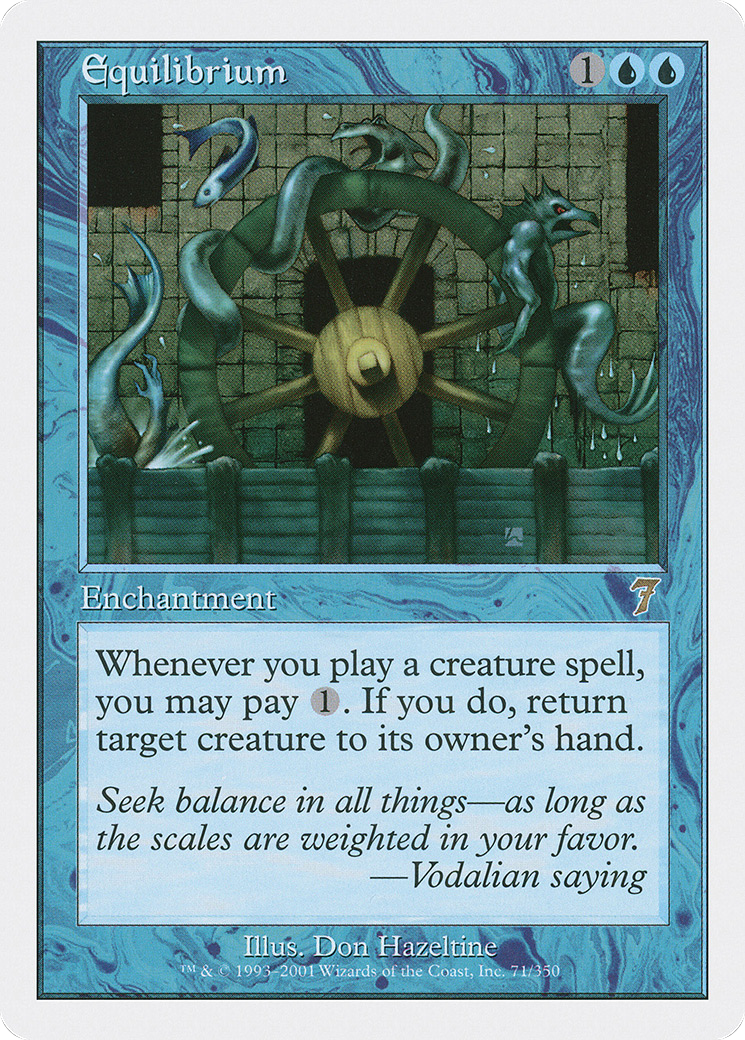 Equilibrium 1
Enchantment 7
Whenever you play a creature spell,
you may pay 1. If you do, return
target creature to its owner's hand.
Seek balance in all things—as long as
the scales are weighted in your favor.
—Vodalian saying
Illus. Don Hazeltine
™ & © 1993–2001 Wizards of the Coast, Inc. 71/350